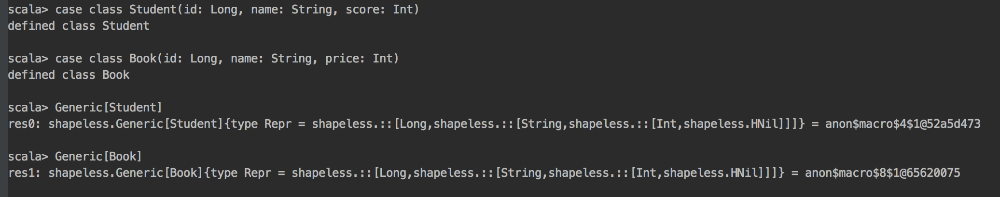 scala> case class Student(id: Long, name: String, score: Int)
defined class Student
scala> case class Book(id: Long, name: String, price: Int)
defined class Book
scala> Generic[Student]
res0: shapeless.Generic[Student]{type Repr = shapeless.::[Long,shapeless.::[String,shapeless.::[Int,shapeless.HNil]]]} = anon$macro$4$1@52a5d473
scala> Generic[Book]
res1: shapeless.Generic[Book]{type Repr = shapeless.::[Long,shapeless.::[String,shapeless.::[Int,shapeless.HNil]]]} = anon$macro$8$1@65620075